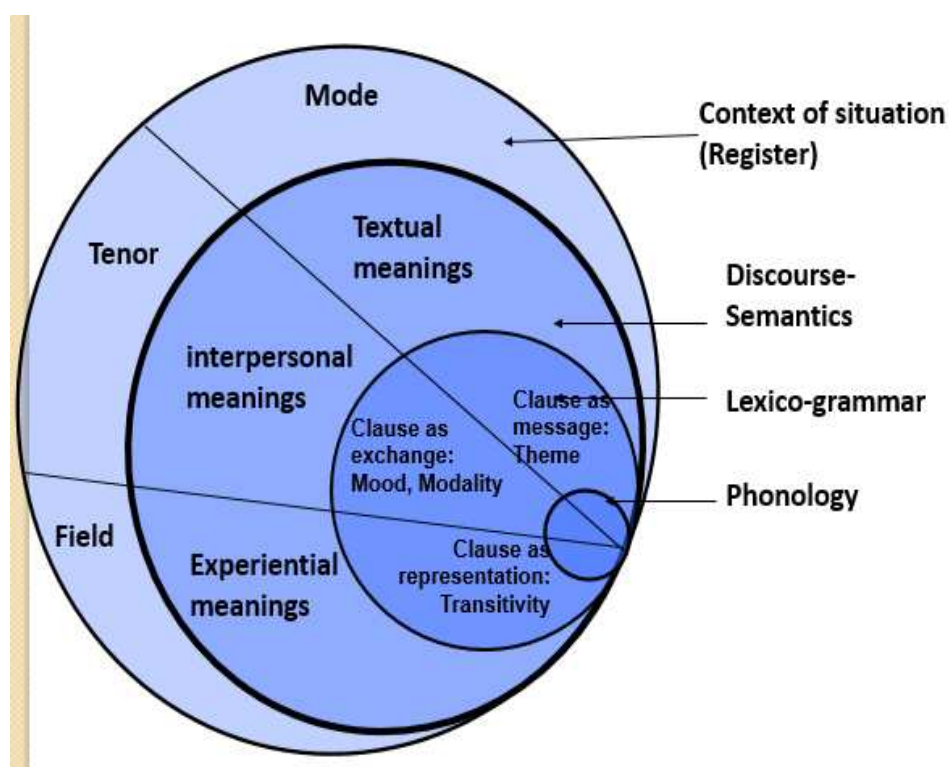 Mode
Context of situation
(Register)
Textual
meanings
Tenor
Discourse-
Semantics
interpersonal
meanings
Lexico-grammar
Clause as
message:
Theme
Clause as
exchange:
Mood, Modality
Phonology
Field
Clause as
representation:
Transitivity
Experiential
meanings